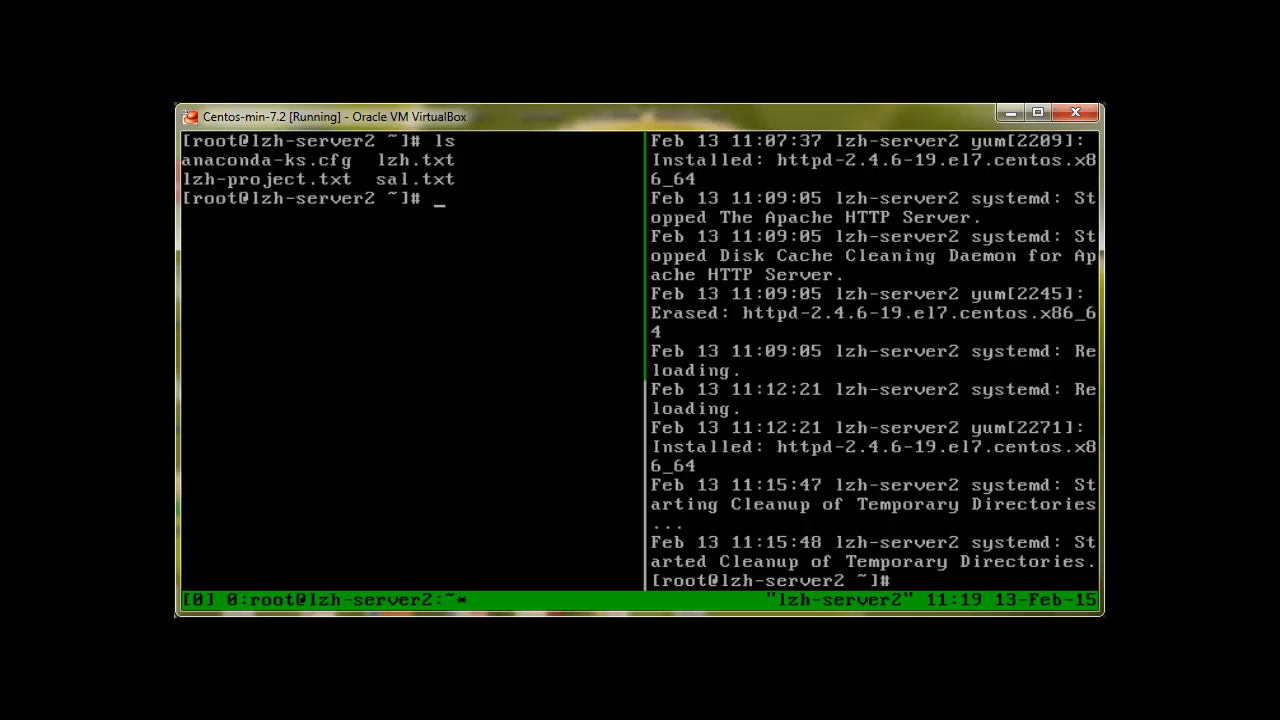 Centos-min-7.2 [Running] - Oracle VM VirtualBox
[root@lzh-server2 ~]# ls
anaconda-ks.cfg  lzh.txt
lzh-project.txt  sal.txt
[root@lzh-server2 ~]# _
Feb 13 11:07:37 lzh-server2 yum[2209]:
Installed: httpd-2.4.6-19.el7.centos.x8
6_64
Feb 13 11:09:05 lzh-server2 systemd: St
opped The Apache HTTP Server.
Feb 13 11:09:05 lzh-server2 systemd: St
opped Disk Cache Cleaning Daemon for Ap
ache HTTP Server.
Feb 13 11:09:05 lzh-server2 yum[2245]:
Erased: httpd-2.4.6-19.el7.centos.x86_6
4
Feb 13 11:09:05 lzh-server2 systemd: Re
loading.
Feb 13 11:12:21 lzh-server2 systemd: Re
loading.
Feb 13 11:12:21 lzh-server2 yum[2271]:
Installed: httpd-2.4.6-19.el7.centos.x8
6_64
Feb 13 11:15:47 lzh-server2 systemd: St
arting Cleanup of Temporary Directories
...
Feb 13 11:15:48 lzh-server2 systemd: St
arted Cleanup of Temporary Directories.
[root@lzh-server2 ~]#
[0] 0:root@lzh-server2:~* "lzh-server2" 11:19 13-Feb-15